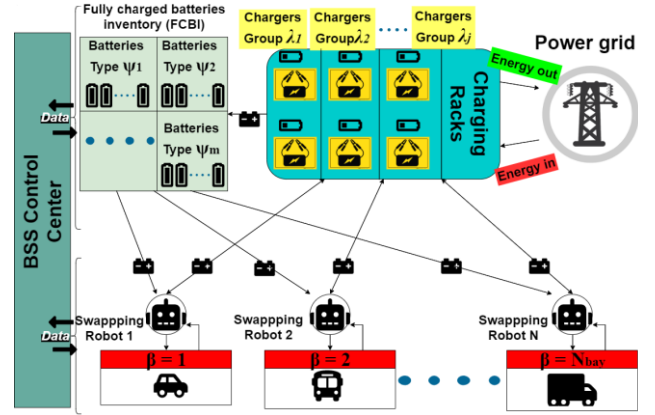 Fully charged batteries
inventory (FCBI)
Batteries
Type Ψ1
Batteries
Type Ψ2
Batteries
Type Ψm
Chargers
Group λ1
Chargers
Groupλ2
Chargers
Group λj
Charging
Racks
Energy out
Energy in
Power grid
Data
BSS Control
Center
Data
Swappping
Robot 1
Swappping
Robot 2
Swappping
Robot N
β = 1
β = 2
β = Nbay